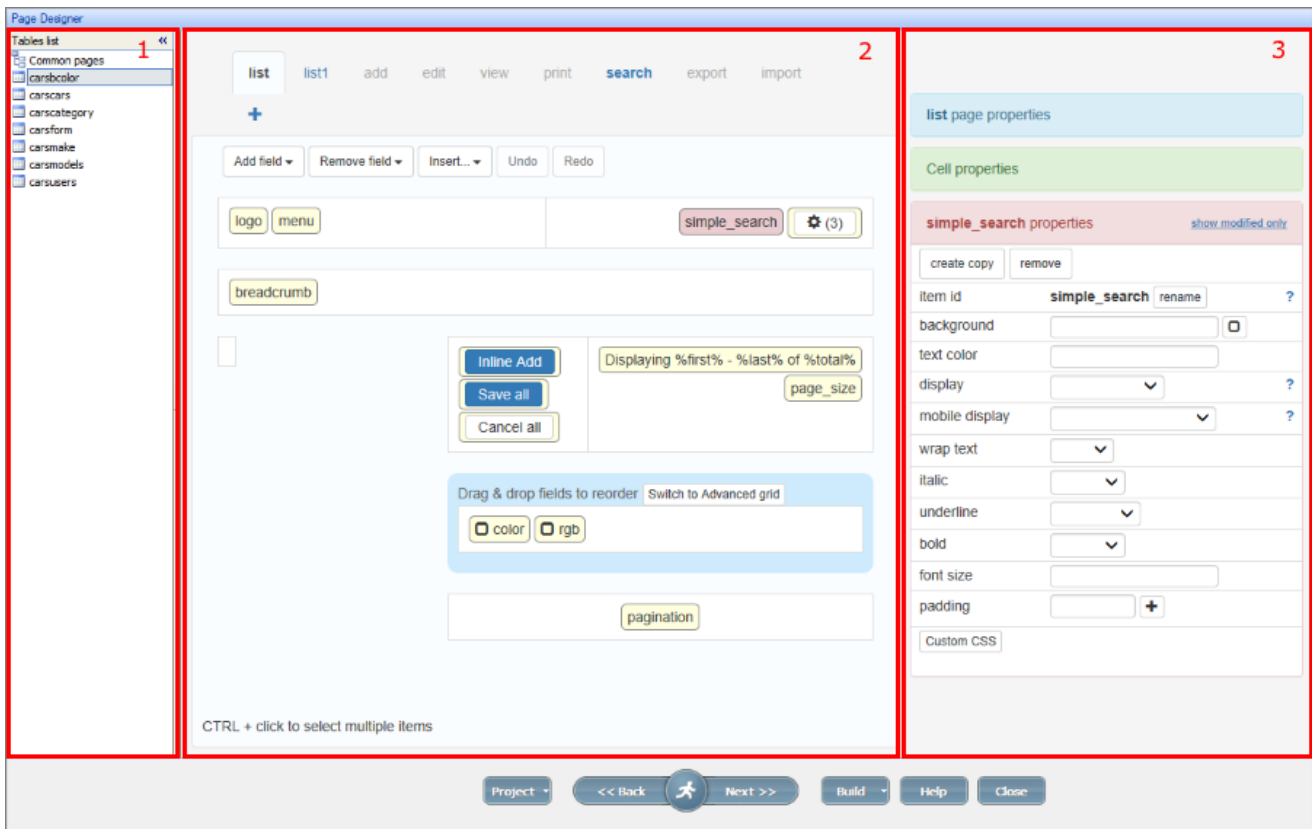 Page Designer
Tables list «
1
Common pages
carsbcolor
carscars
carscategory
carsform
carsmake
carsmodels
carsusers
2
list list1 add edit view print search export import
+
Add field Remove field Insert... Undo Redo
logo menu simple_search (3)
breadcrumb
Inline Add Displaying %first% - %last% of %total%
Save all page_size
Cancel all
Drag & drop fields to reorder Switch to Advanced grid
color rgb
pagination
CTRL + click to select multiple items
3
list page properties
Cell properties
simple_search properties show modified only
create copy remove
item id simple_search rename ?
background
text color
display ?
mobile display ?
wrap text
italic
underline
bold
font size
padding +
Custom CSS
Project << Back Next >> Build Help Close